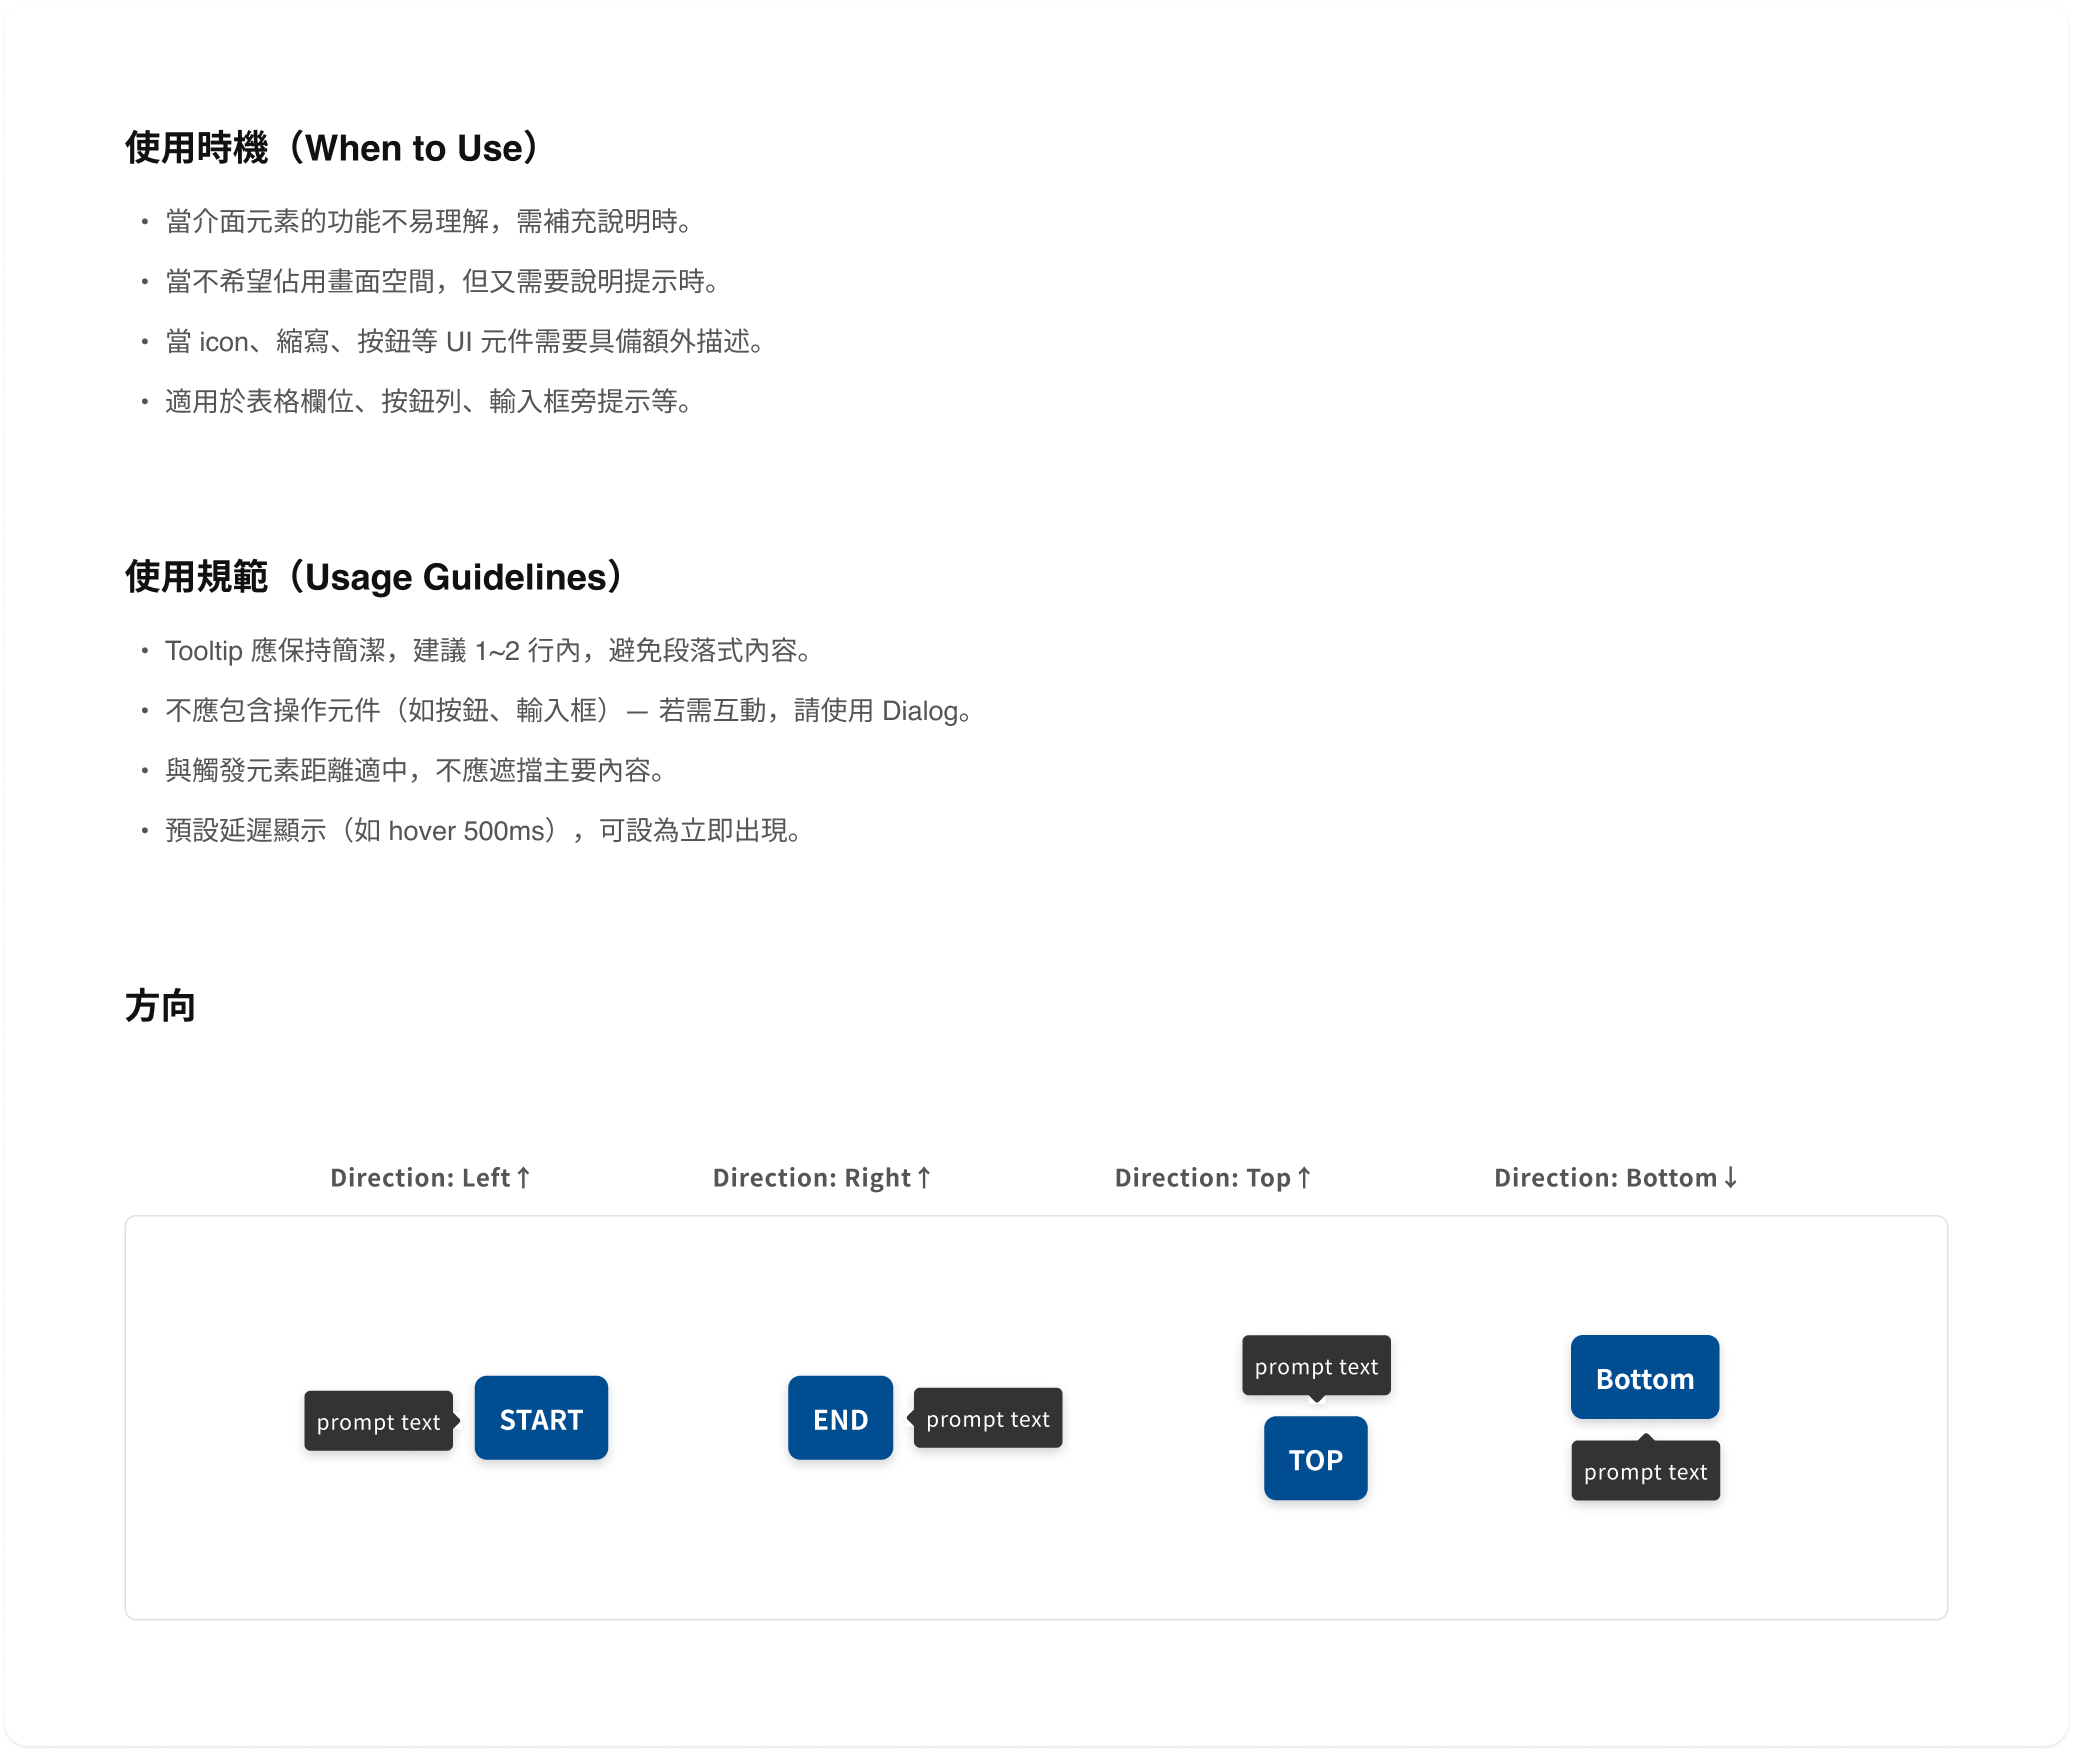 使用時機（When to Use）
• 當介面元素的功能不易理解，需補充說明時。
• 當不希望佔用畫面空間，但又需要說明提示時。
• 當 icon、縮寫、按鈕等 UI 元件需要具備額外描述。
• 適用於表格欄位、按鈕列、輸入框旁提示等。
使用規範（Usage Guidelines）
• Tooltip 應保持簡潔，建議 1~2 行內，避免段落式內容。
• 不應包含操作元件（如按鈕、輸入框）— 若需互動，請使用 Dialog。
• 與觸發元素距離適中，不應遮擋主要內容。
• 預設延遲顯示（如 hover 500ms），可設為立即出現。
方向
Direction: Left↑
Direction: Right↑
Direction: Top↑
Direction: Bottom↓
prompt text
START
END
prompt text
prompt text
TOP
Bottom
prompt text